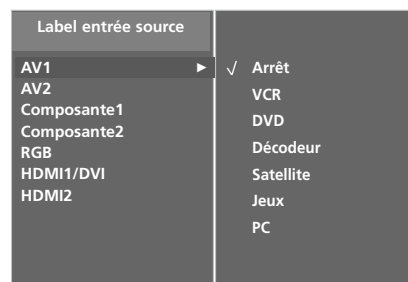 Label entrée source
AV1 ► √ Arrêt
AV2
VCR
Composante1
DVD
Composante2
Décodeur
RGB
HDMI1/DVI
Satellite
HDMI2
Jeux
PC